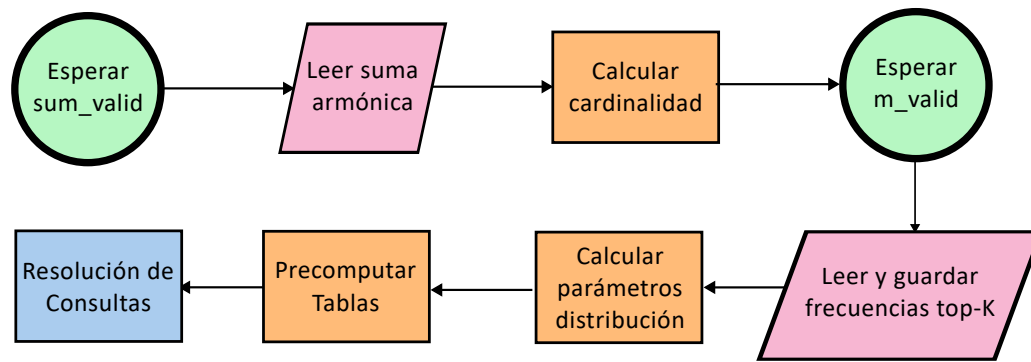 Esperar
sum_valid
Leer suma
armónica
Calcular
cardinalidad
Esperar
m_valid
Leer y guardar
frecuencias top-K
Calcular
parámetros
distribución
Precomputar
Tablas
Resolución de
Consultas